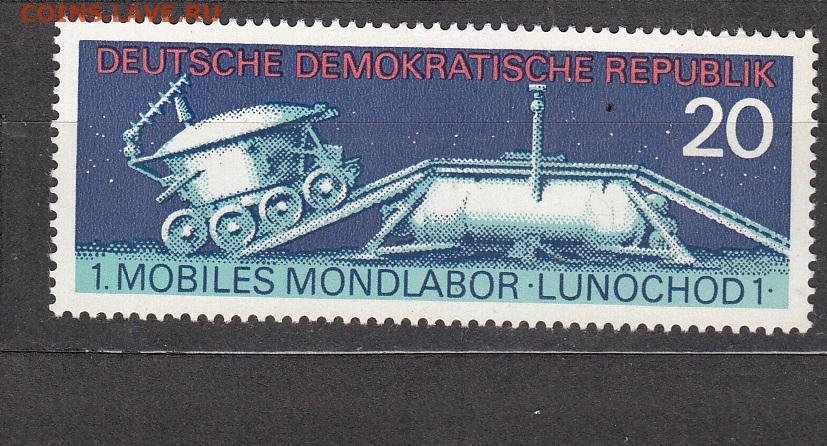 COINS.LAVE.RU
DEUTSCHE DEMOKRATISCHE REPUBLIK
20
1. MOBILES MONDLABOR · LUNOCHOD 1 ·